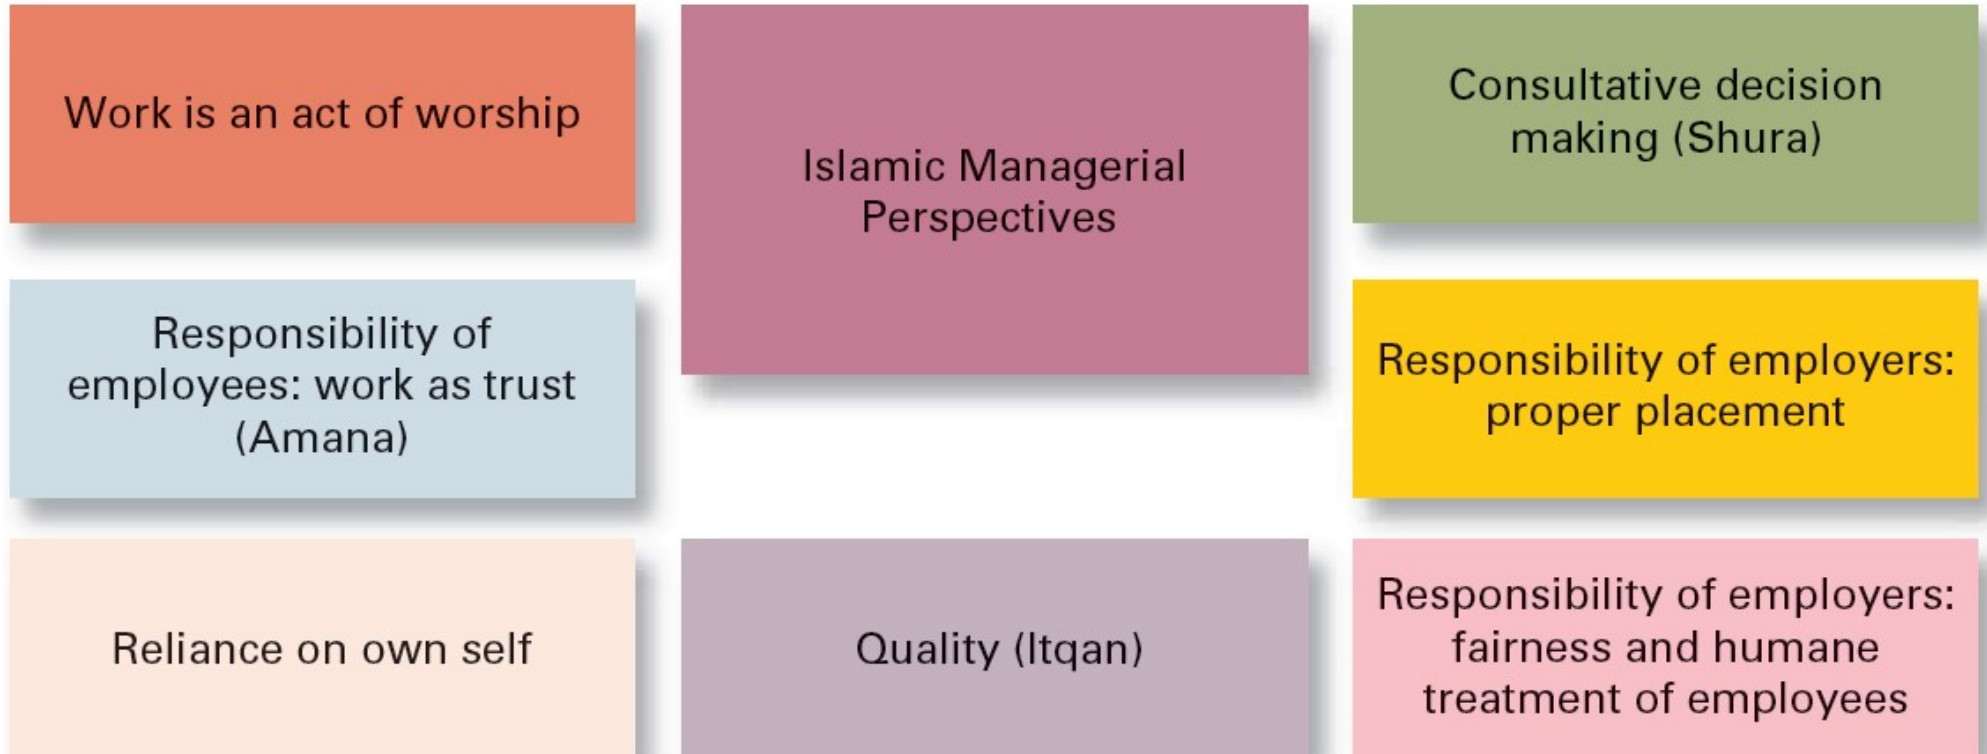 Work is an act of worship
Islamic Managerial
Perspectives
Consultative decision
making (Shura)
Responsibility of
employees: work as trust
(Amana)
Responsibility of employers:
proper placement
Reliance on own self
Quality (Itqan)
Responsibility of employers:
fairness and humane
treatment of employees